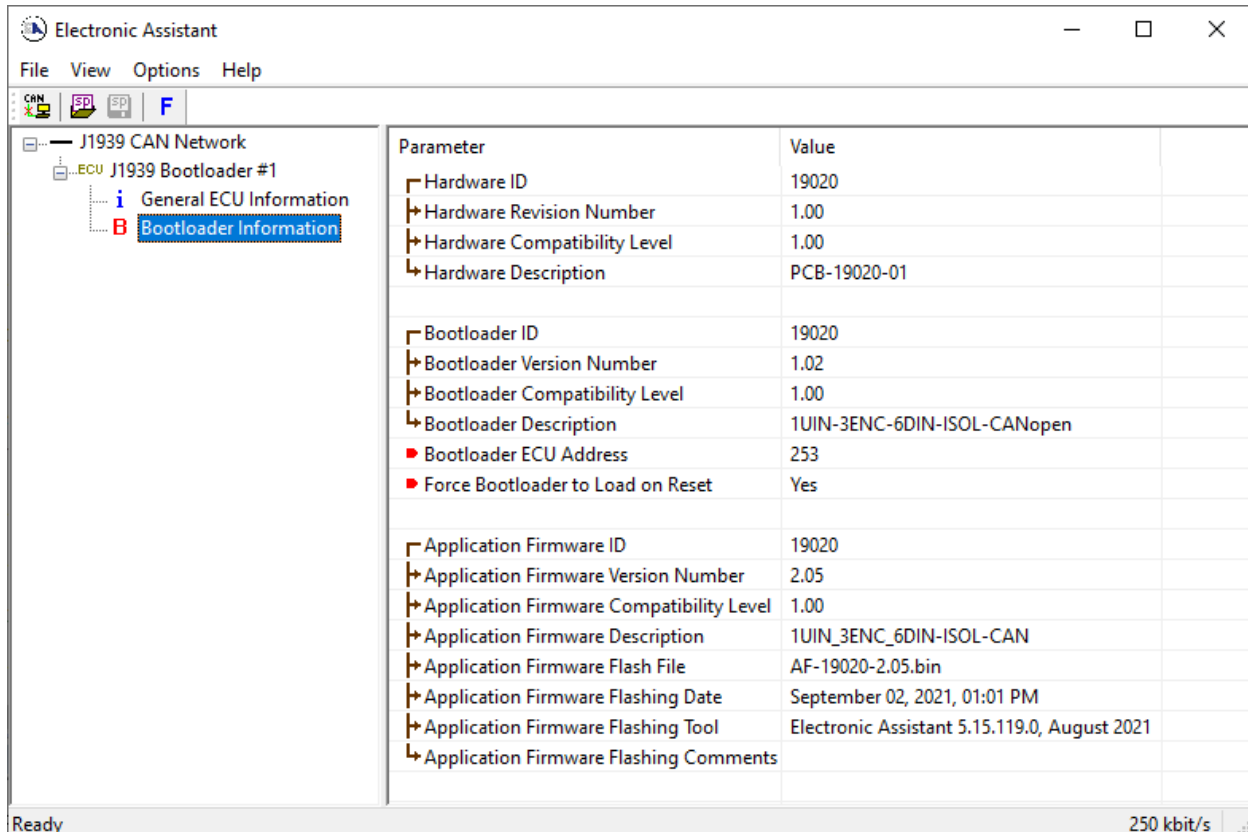 Electronic Assistant
File View Options Help
CAN SP SP F
J1939 CAN Network
ECU J1939 Bootloader #1
i General ECU Information
B Bootloader Information
Parameter Value
Hardware ID 19020
Hardware Revision Number 1.00
Hardware Compatibility Level 1.00
Hardware Description PCB-19020-01
Bootloader ID 19020
Bootloader Version Number 1.02
Bootloader Compatibility Level 1.00
Bootloader Description 1UIN-3ENC-6DIN-ISOL-CANopen
Bootloader ECU Address 253
Force Bootloader to Load on Reset Yes
Application Firmware ID 19020
Application Firmware Version Number 2.05
Application Firmware Compatibility Level 1.00
Application Firmware Description 1UIN_3ENC_6DIN-ISOL-CAN
Application Firmware Flash File AF-19020-2.05.bin
Application Firmware Flashing Date September 02, 2021, 01:01 PM
Application Firmware Flashing Tool Electronic Assistant 5.15.119.0, August 2021
Application Firmware Flashing Comments
Ready 250 kbit/s